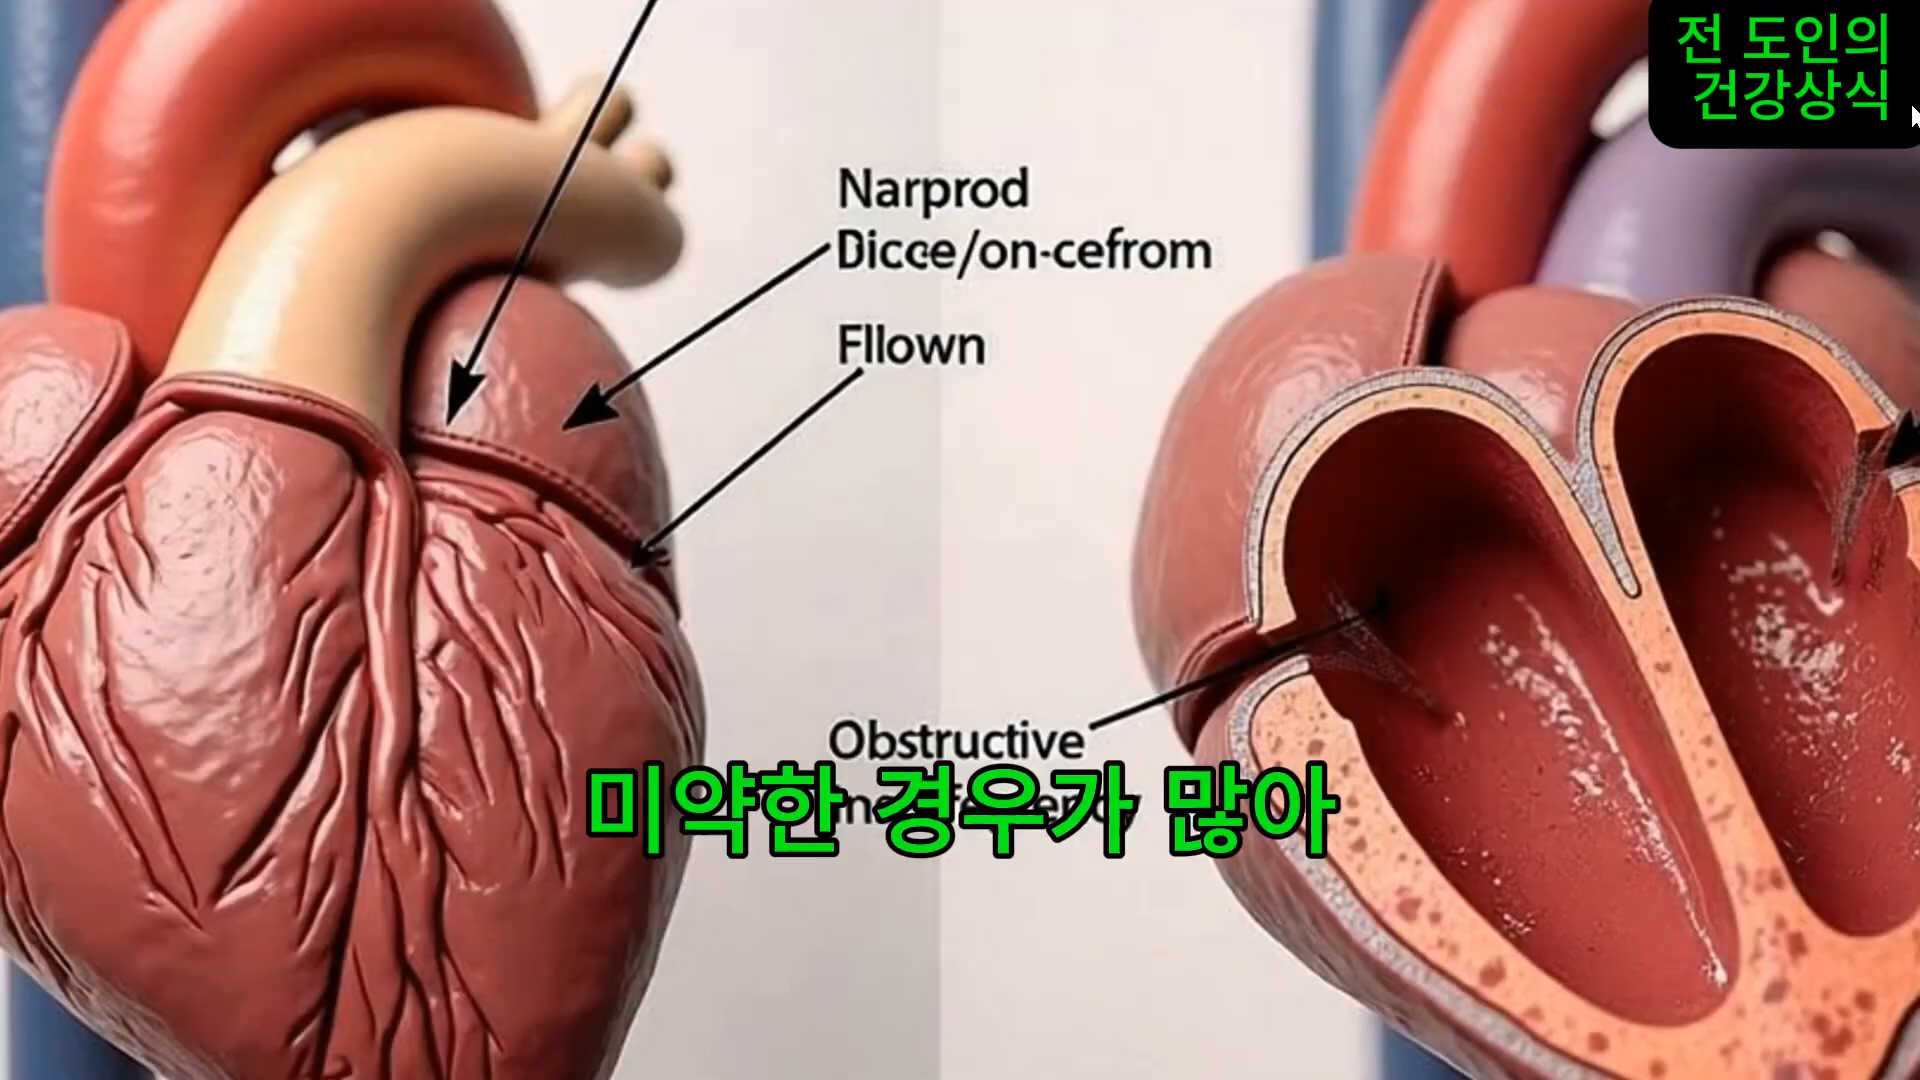 전 도인의
건강상식
Narprod
Dicce/on-cefrom
Fllown
Obstructive
미약한 경우가 많아